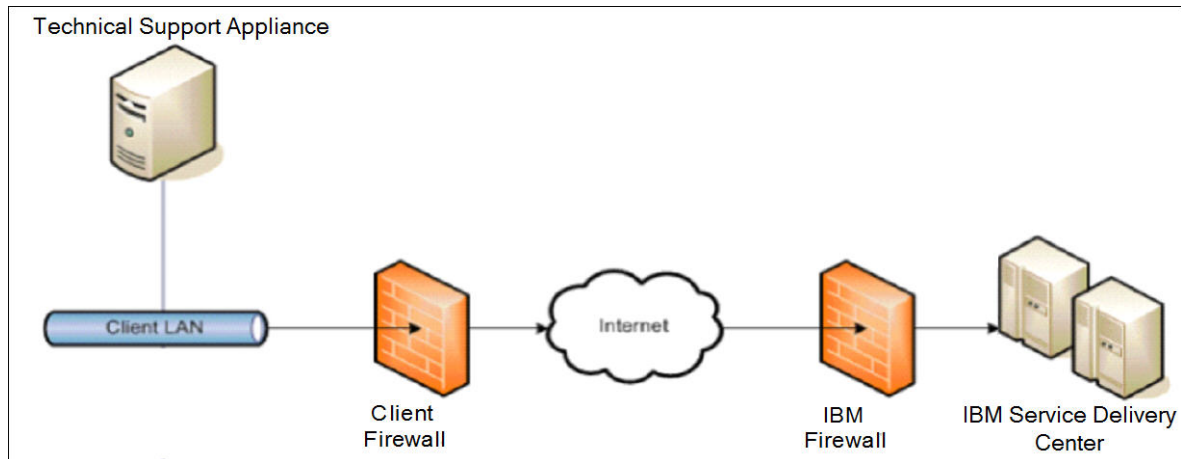 Technical Support Appliance
Client LAN
Internet
Client
Firewall
IBM
Firewall
IBM Service Delivery
Center